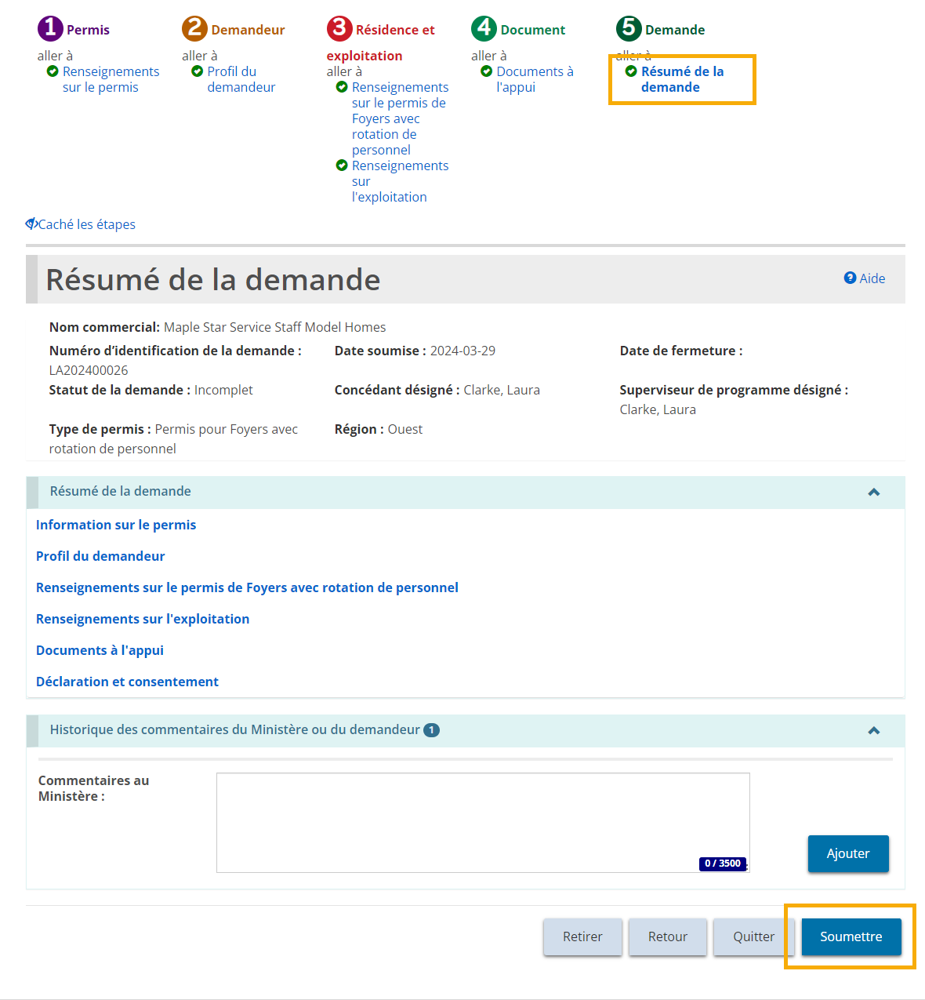 1 Permis
aller à
Renseignements
sur le permis
2 Demandeur
aller à
Profil du
demandeur
3 Résidence et
exploitation
aller à
Renseignements
sur le permis de
Foyers avec
rotation de
personnel
Renseignements
sur
l'exploitation
4 Document
aller à
Documents à
l'appui
5 Demande
aller à
Résumé de la
demande
Caché les étapes
Résumé de la demande
Aide
Nom commercial: Maple Star Service Staff Model Homes
Numéro d’identification de la demande :
LA202400026
Date soumise : 2024-03-29
Date de fermeture :
Statut de la demande : Incomplet
Concédant désigné : Clarke, Laura
Superviseur de programme désigné :
Clarke, Laura
Type de permis : Permis pour Foyers avec
rotation de personnel
Région : Ouest
Résumé de la demande
Information sur le permis
Profil du demandeur
Renseignements sur le permis de Foyers avec rotation de personnel
Renseignements sur l'exploitation
Documents à l'appui
Déclaration et consentement
Historique des commentaires du Ministère ou du demandeur 1
Commentaires au
Ministère :
0 / 3500
Ajouter
Retirer
Retour
Quitter
Soumettre